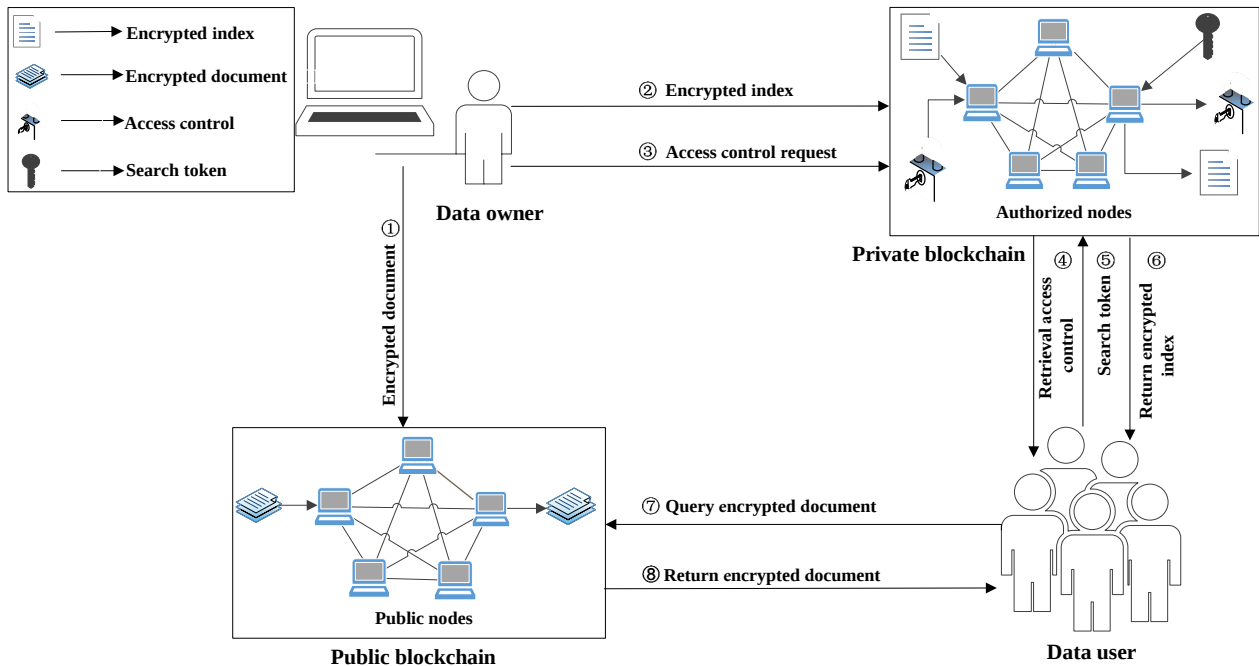 Encrypted index
Encrypted document
Access control
Search token
② Encrypted index
③ Access control request
Data owner
① Encrypted document
Authorized nodes
Private blockchain
④ Retrieval access
control
⑤ Search token
⑥ Return encrypted
index
⑦ Query encrypted document
⑧ Return encrypted document
Public nodes
Public blockchain
Data user